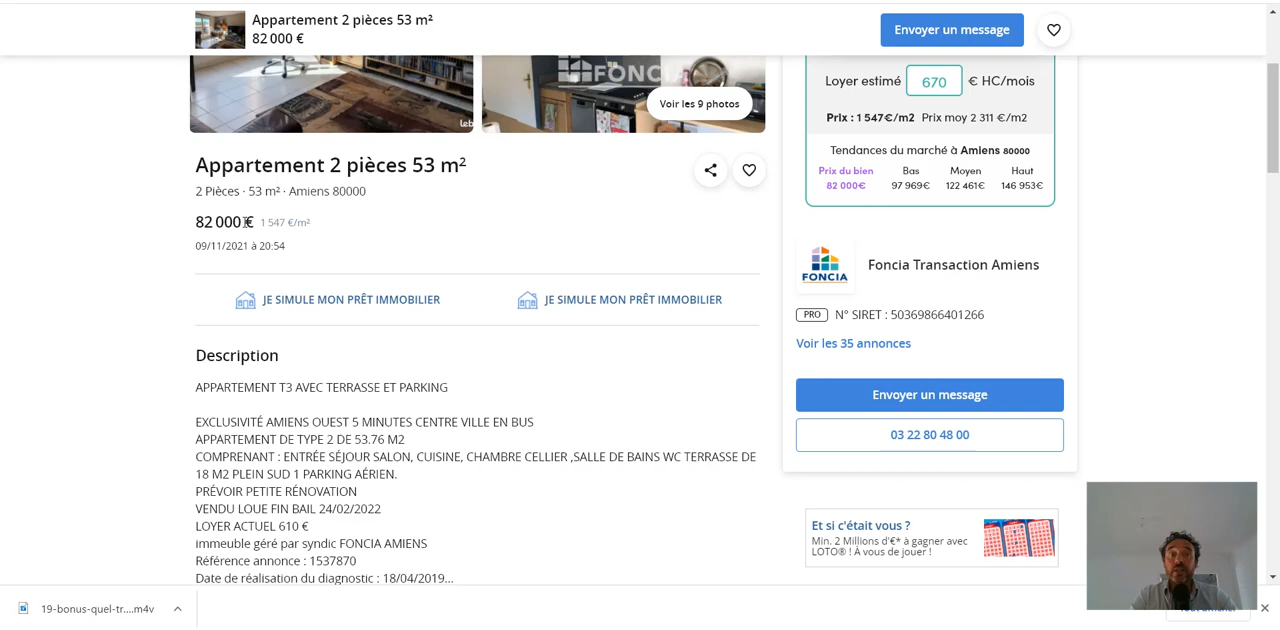 Appartement 2 pièces 53 m²
82 000 €
Envoyer un message
FONCIA
Voir les 9 photos
leb
Loyer estimé 670 € HC/mois
Prix : 1 547€/m2 Prix moy 2 311 €/m2
Tendances du marché à Amiens 80000
Prix du bien Bas Moyen Haut
82 000€ 97 969€ 122 461€ 146 953€
Appartement 2 pièces 53 m²
2 Pièces · 53 m² · Amiens 80000
82 000 € 1 547 €/m²
09/11/2021 à 20:54
JE SIMULE MON PRÊT IMMOBILIER
JE SIMULE MON PRÊT IMMOBILIER
FONCIA
Foncia Transaction Amiens
PRO N° SIRET : 50369866401266
Voir les 35 annonces
Envoyer un message
03 22 80 48 00
Description
APPARTEMENT T3 AVEC TERRASSE ET PARKING
EXCLUSIVITÉ AMIENS OUEST 5 MINUTES CENTRE VILLE EN BUS
APPARTEMENT DE TYPE 2 DE 53.76 M2
COMPRENANT : ENTRÉE SÉJOUR SALON, CUISINE, CHAMBRE CELLIER ,SALLE DE BAINS WC TERRASSE DE
18 M2 PLEIN SUD 1 PARKING AÉRIEN.
PRÉVOIR PETITE RÉNOVATION
VENDU LOUE FIN BAIL 24/02/2022
LOYER ACTUEL 610 €
immeuble géré par syndic FONCIA AMIENS
Référence annonce : 1537870
Date de réalisation du diagnostic : 18/04/2019...
Et si c'était vous ?
Min. 2 Millions d'€* à gagner avec
LOTO® ! À vous de jouer !
19-bonus-quel-tr....m4v